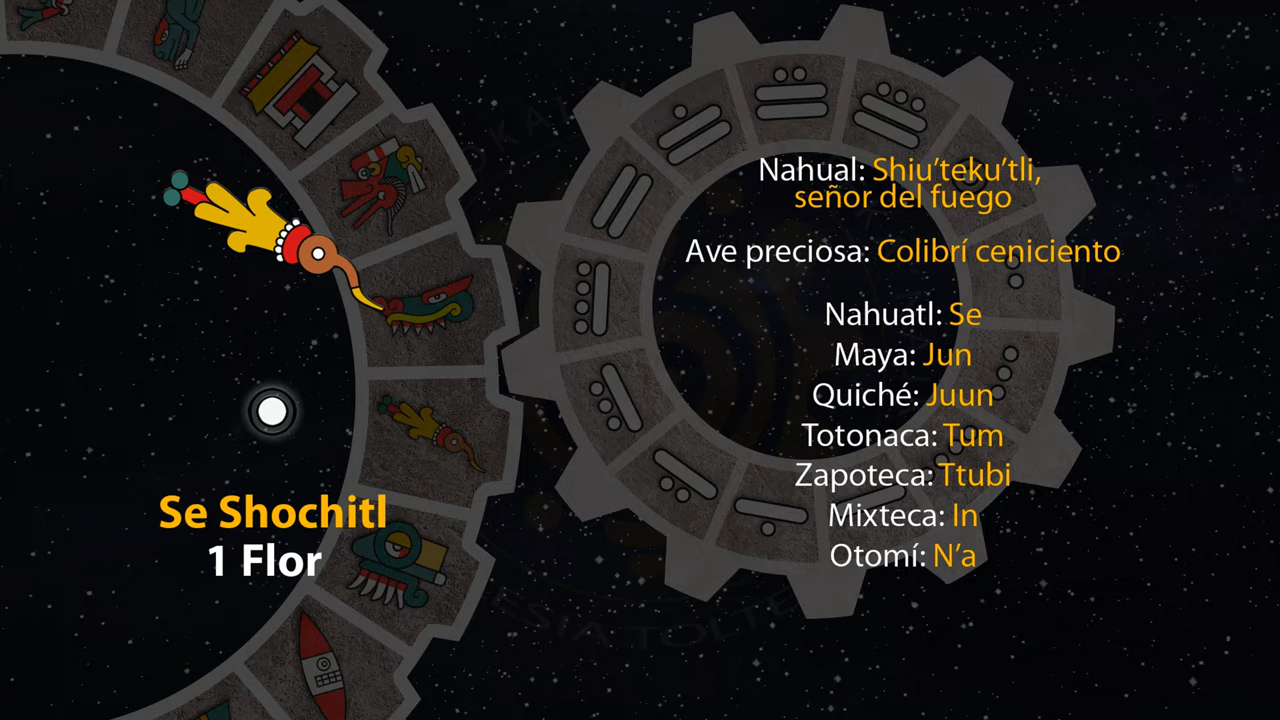 Se Shochitl
1 Flor
Nahual: Shiu’teku’tli,
señor del fuego
Ave preciosa: Colibrí ceniciento
Nahuatl: Se
Maya: Jun
Quiché: Juun
Totonaca: Tum
Zapoteca: Ttubi
Mixteca: In
Otomí: N’a